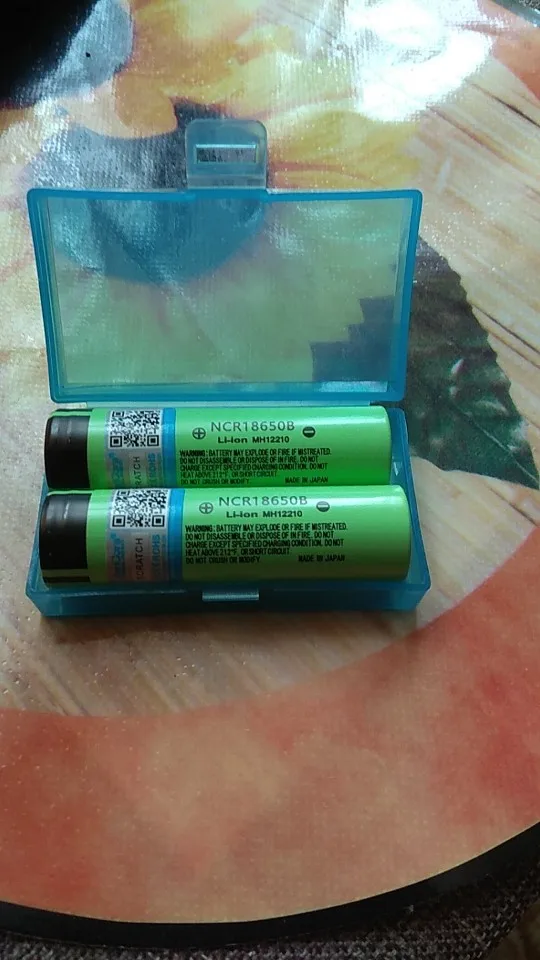 NCR18650B
Li-ion MH12210
WARNING: BATTERY MAY EXPLODE OR FIRE IF MISTREATED.
DO NOT DISASSEMBLE OR DISPOSE OF IN FIRE. DO NOT
CHARGE EXCEPT SPECIFIED CHARGING CONDITION. DO NOT
HEAT ABOVE 212°F. OR SHORT CIRCUIT
DO NOT CRUSH OR MODIFY MADE IN JAPAN
SCRATCH
NCR18650B
Li-ion MH12210
WARNING: BATTERY MAY EXPLODE OR FIRE IF MISTREATED.
DO NOT DISASSEMBLE OR DISPOSE OF IN FIRE. DO NOT
CHARGE EXCEPT SPECIFIED CHARGING CONDITION. DO NOT
HEAT ABOVE 212°F. OR SHORT CIRCUIT
DO NOT CRUSH OR MODIFY MADE IN JAPAN
SCRATCH